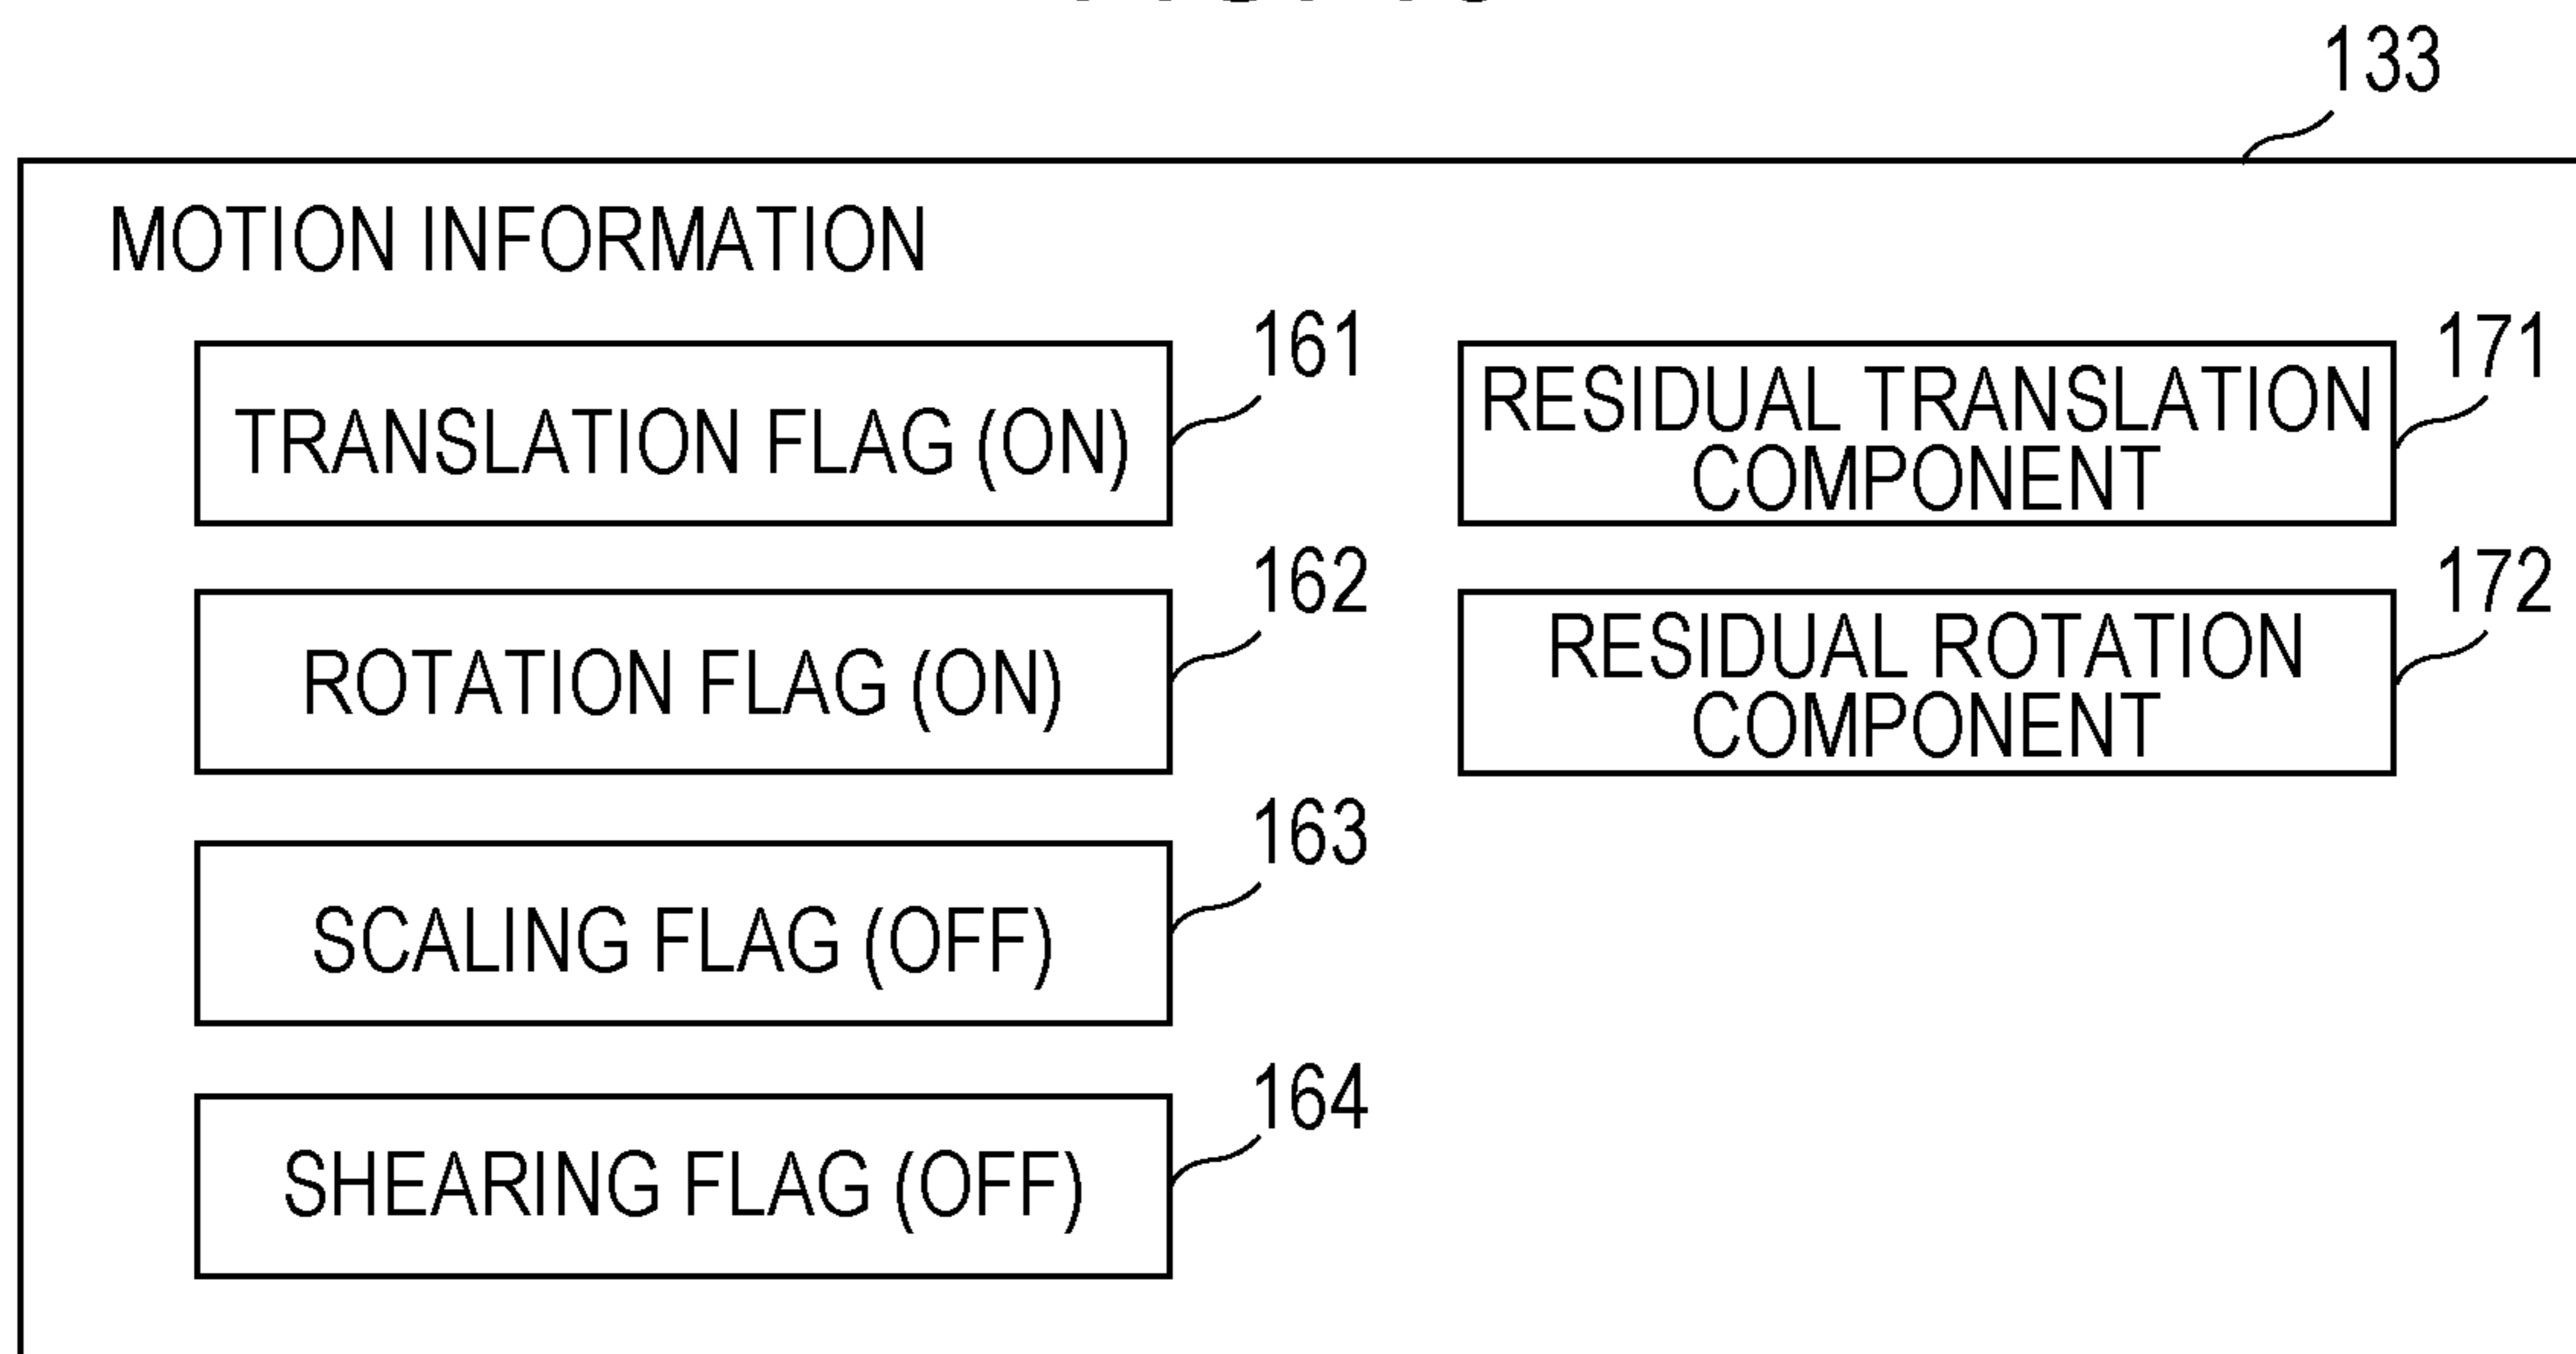 133
MOTION INFORMATION
161
TRANSLATION FLAG (ON)
171
RESIDUAL TRANSLATION
COMPONENT
162
ROTATION FLAG (ON)
172
RESIDUAL ROTATION
COMPONENT
163
SCALING FLAG (OFF)
164
SHEARING FLAG (OFF)